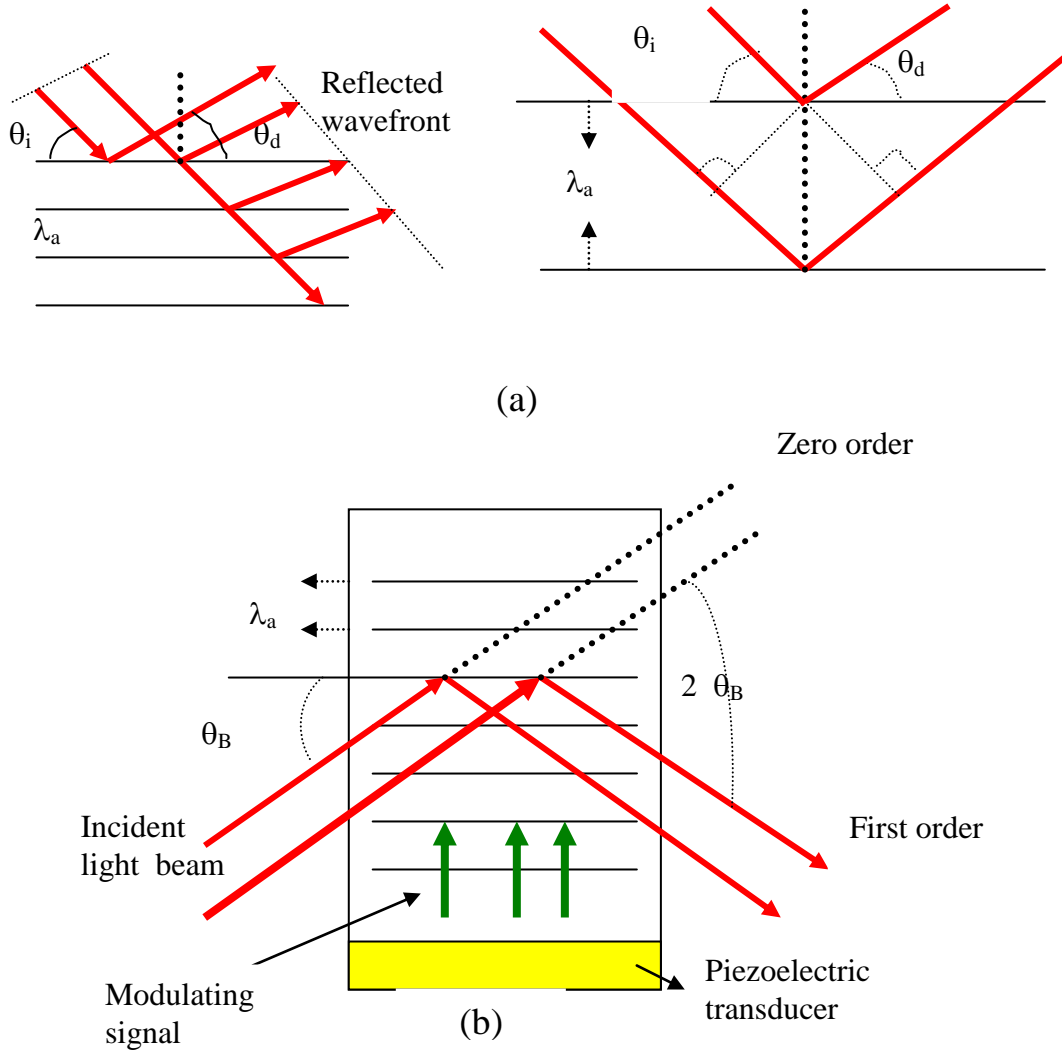 θi
Reflected
wavefront
θd
λa
θi
θd
λa
(a)
Zero order
λa
2 θB
θB
Incident
light beam
First order
Modulating
signal
Piezoelectric
transducer
(b)